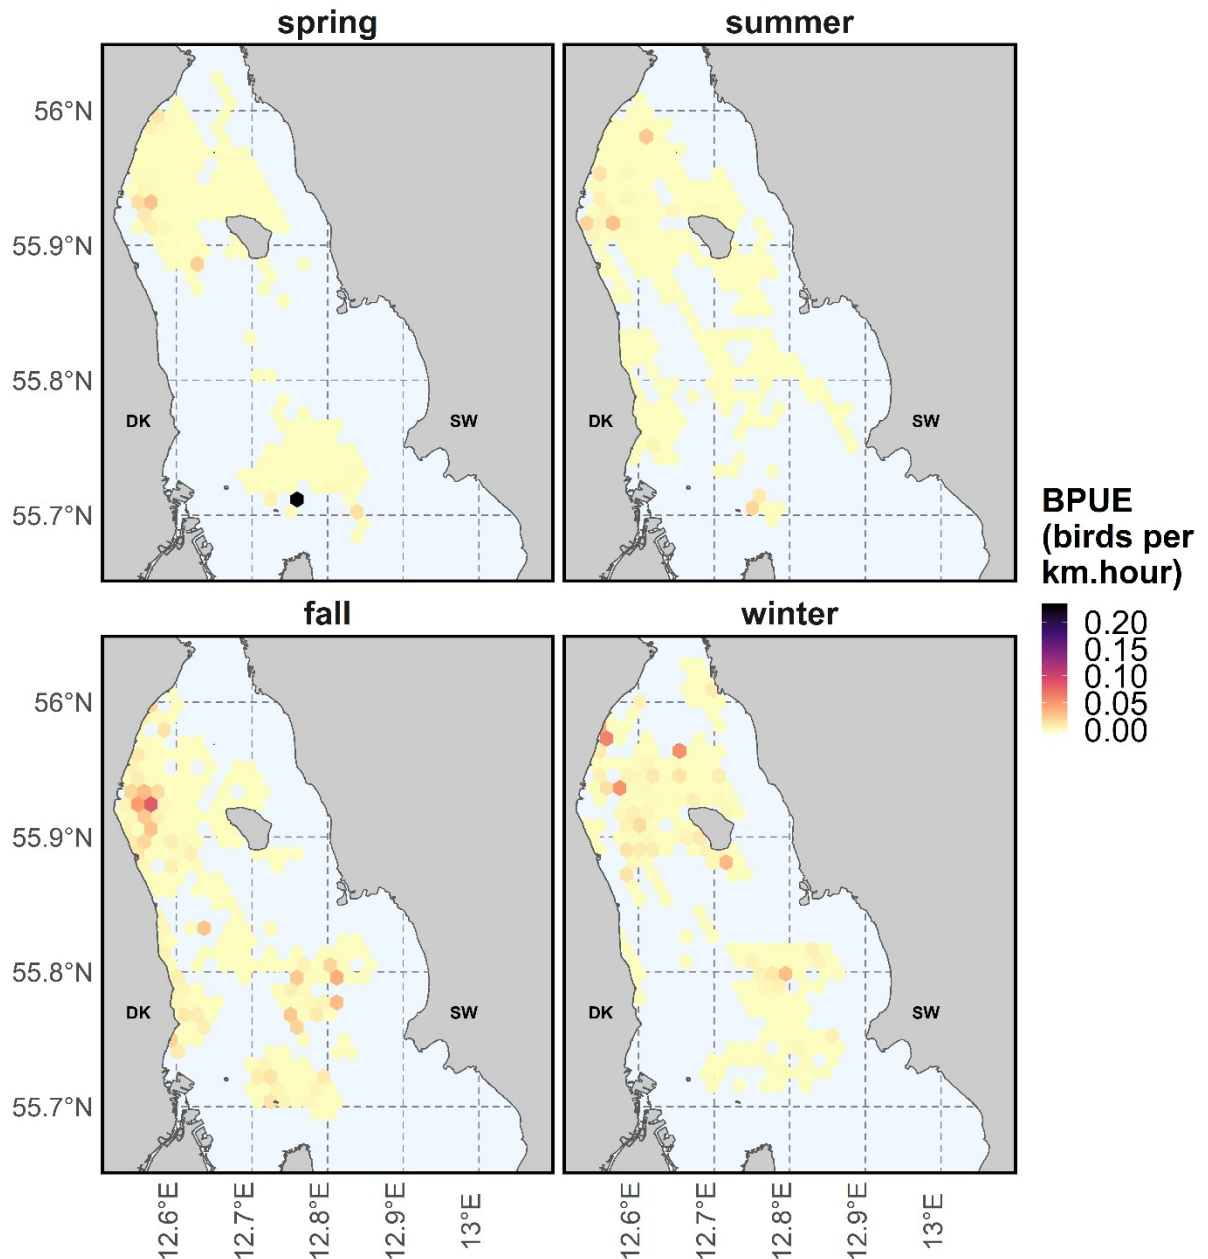 spring
summer
56°N
55.9°N
55.8°N
DK
SW
DK
SW
55.7°N
BPUE
(birds per
km.hour)
0.20
0.15
0.10
0.05
0.00
fall
winter
56°N
55.9°N
55.8°N
DK
SW
DK
SW
55.7°N
12.6°E
12.7°E
12.8°E
12.9°E
13°E
12.6°E
12.7°E
12.8°E
12.9°E
13°E